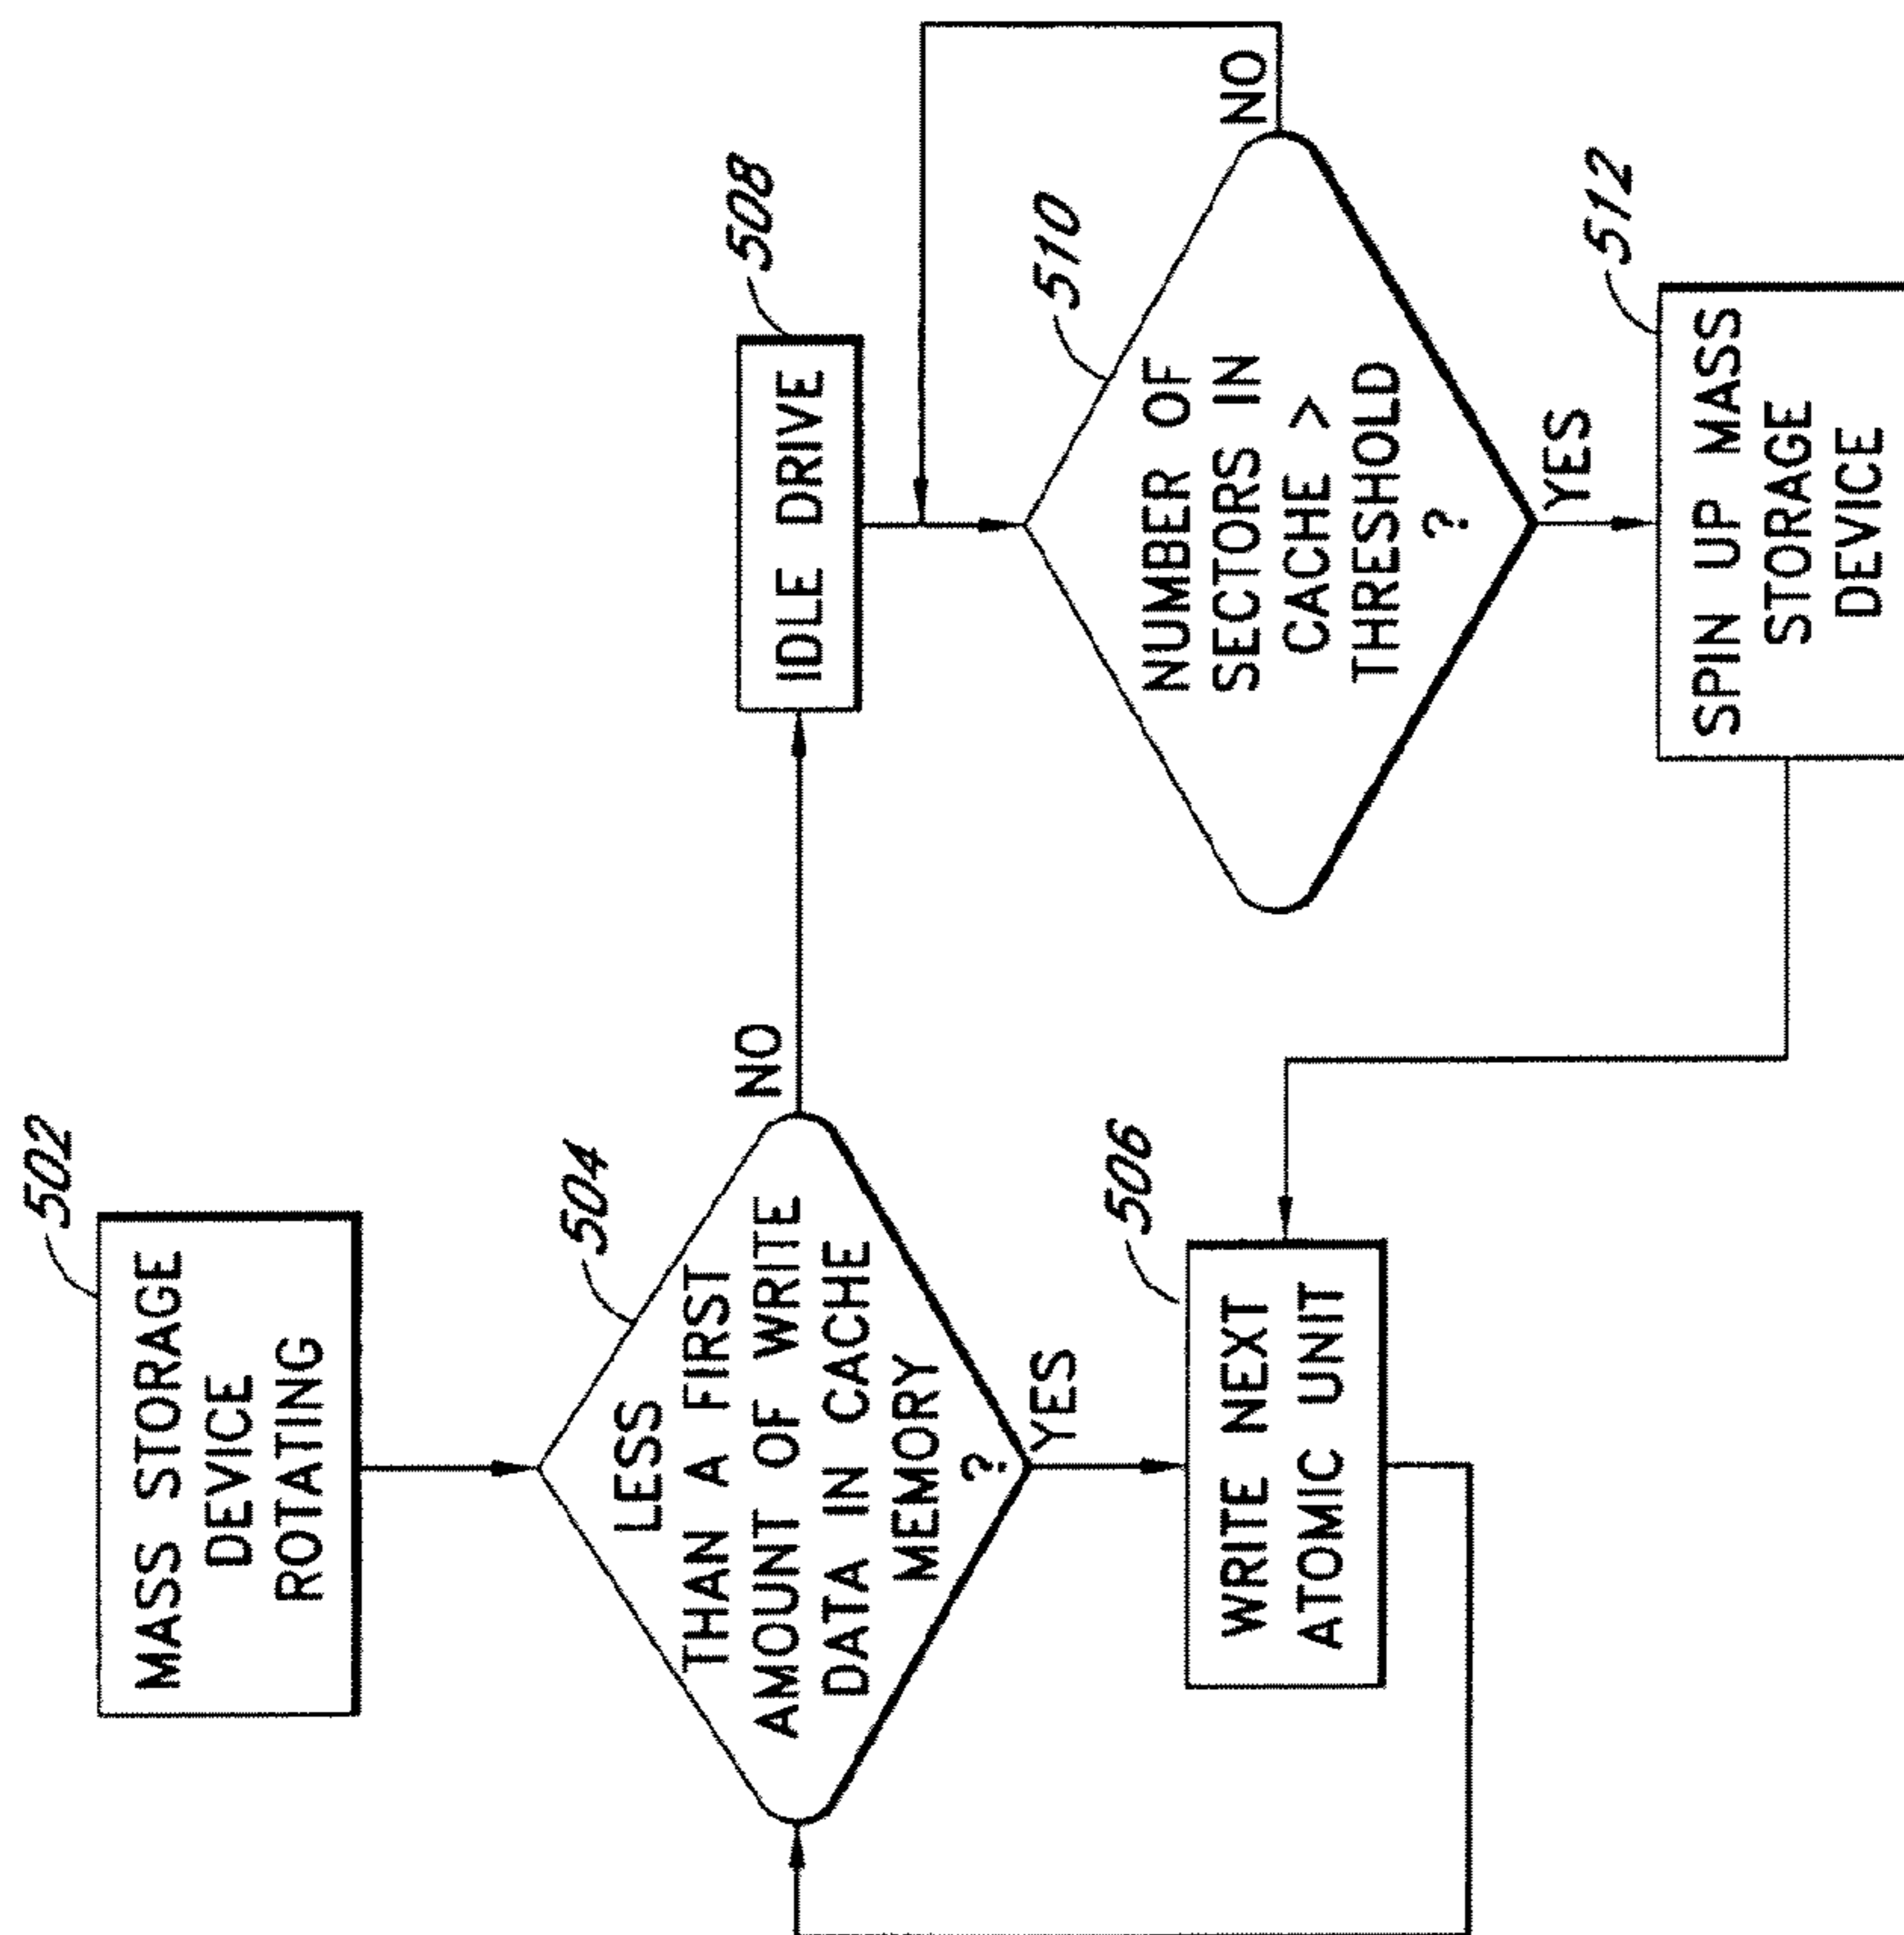 502
MASS STORAGE
DEVICE
ROTATING
504
LESS
THAN A FIRST
AMOUNT OF WRITE
DATA IN CACHE
MEMORY
?
NO
YES
506
WRITE NEXT
ATOMIC UNIT
508
IDLE DRIVE
510
NUMBER OF
SECTORS IN
CACHE >
THRESHOLD
?
NO
YES
512
SPIN UP MASS
STORAGE
DEVICE